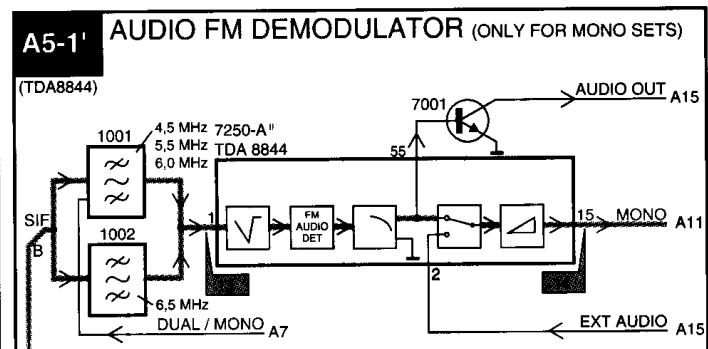 A5-1'
AUDIO FM DEMODULATOR (ONLY FOR MONO SETS)
(TDA8844)
AUDIO OUT A15
7001
1001
4,5 MHz
5,5 MHz
6,0 MHz
7250-A"
TDA 8844
55
SIF
B
1
FM
AUDIO
DET
15 MONO A11
1002
2
6,5 MHz
DUAL / MONO A7
EXT AUDIO A15